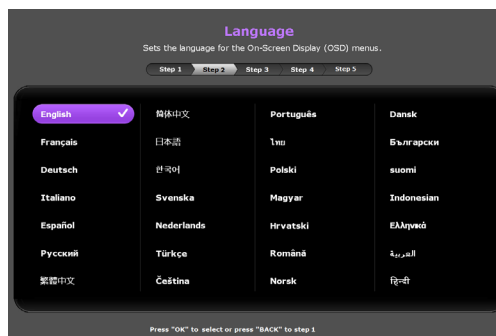 Language
Sets the language for the On-Screen Display (OSD) menus.
Step 1 Step 2 Step 3 Step 4 Step 5
English 简体中文 Português Dansk
Français 日本語 ไทย Български
Deutsch 한국어 Polski suomi
Italiano Svenska Magyar Indonesian
Español Nederlands Hrvatski Ελληνικά
Русский Türkçe Română العربية
繁體中文 Čeština Norsk हिन्दी
Press "OK" to select or press "BACK" to step 1